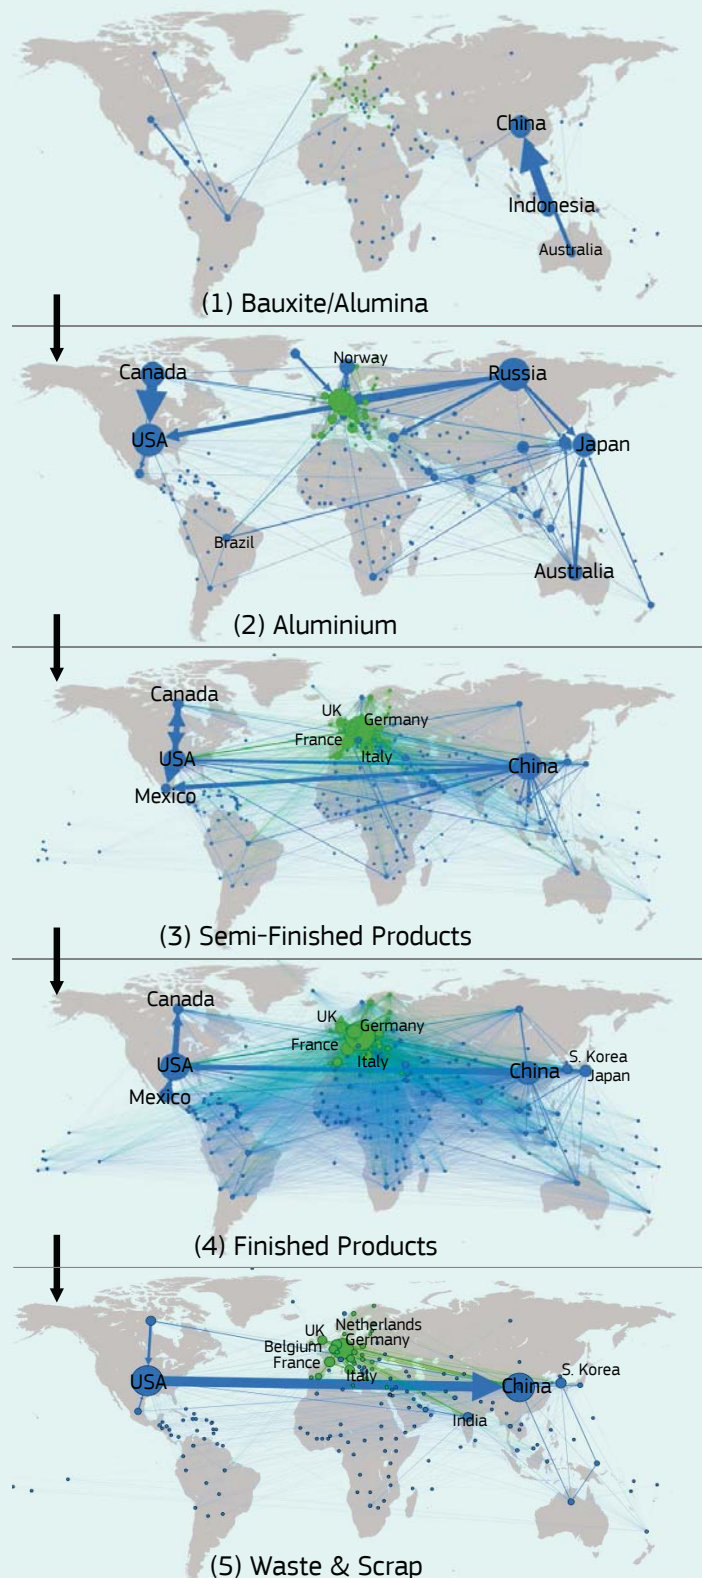 China
Indonesia
Australia
(1) Bauxite/Alumina
Norway
Canada
Russia
USA
Japan
Brazil
Australia
(2) Aluminium
Canada
UK
Germany
France
Italy
USA
China
Mexico
(3) Semi-Finished Products
Canada
UK
Germany
France
S. Korea
USA
Italy
China
Japan
Mexico
(4) Finished Products
Netherlands
UK
Germany
Belgium
France
S. Korea
Italy
USA
China
India
(5) Waste & Scrap